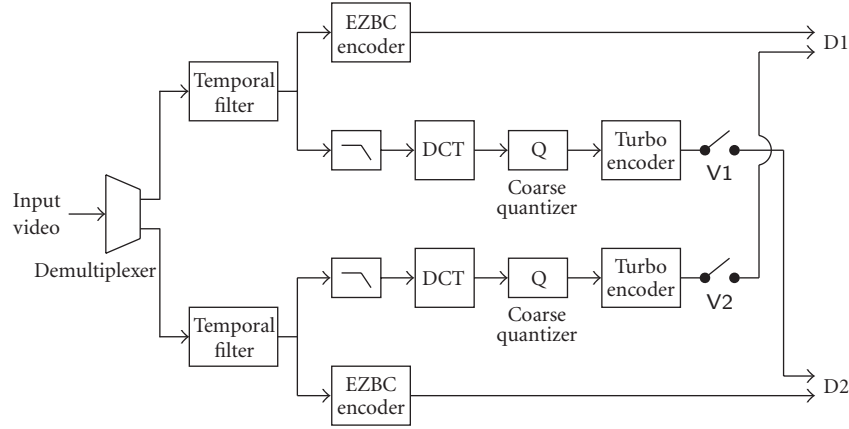 EZBC
encoder
D1
Temporal
filter
DCT
Q
Turbo
encoder
V1
Coarse
quantizer
Input
video
Demultiplexer
DCT
Q
Turbo
encoder
V2
Coarse
quantizer
Temporal
filter
EZBC
encoder
D2